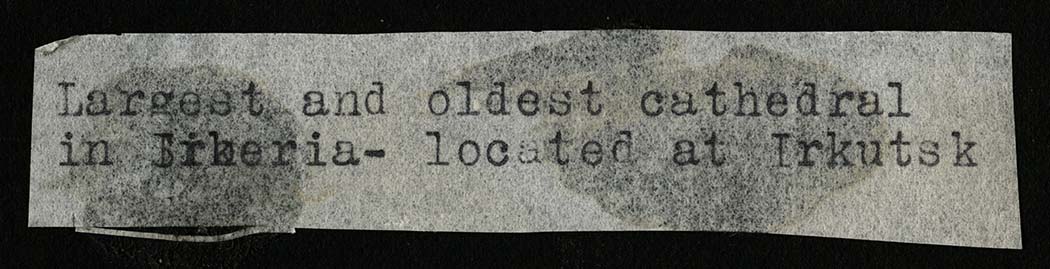 Largest and oldest cathedral
in Siberia- located at Irkutsk